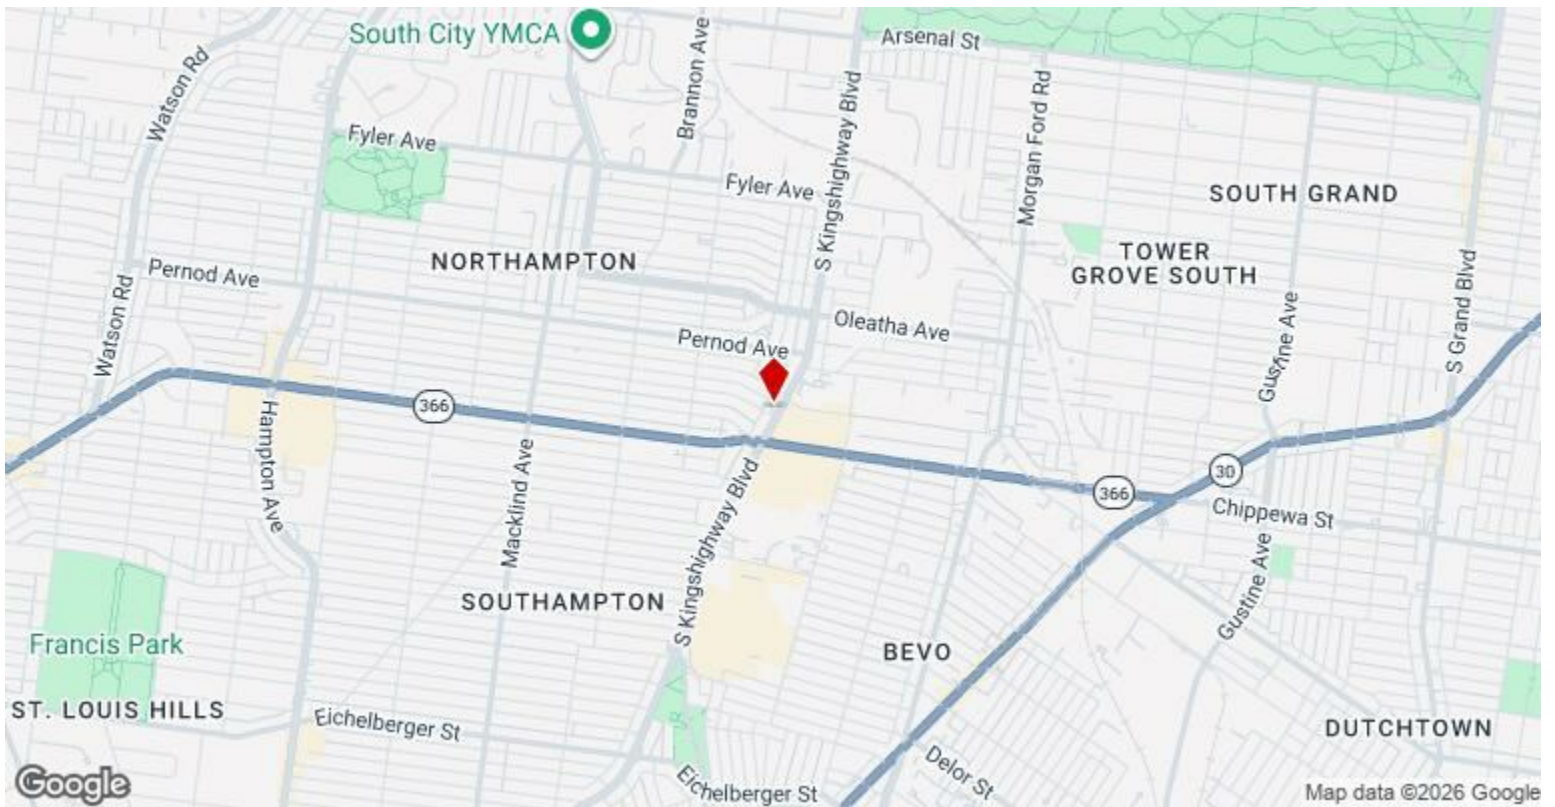 South City YMCA
Arsenal St
Watson Rd
Brannon Ave
S Kingshighway Blvd
Morgan Ford Rd
Fyler Ave
Fyler Ave
SOUTH GRAND
NORTHAMPTON
TOWER
GROVE SOUTH
Pernod Ave
Watson Rd
Oleatha Ave
Gustine Ave
S Grand Blvd
Pernod Ave
366
Hampton Ave
Macklind Ave
S Kingshighway Blvd
366
30
Chippewa St
Gustine Ave
SOUTHAMPTON
Francis Park
BEVO
ST. LOUIS HILLS
Eichelberger St
DUTCHTOWN
Delor St
Eichelberger St
Google
Map data ©2026 Google